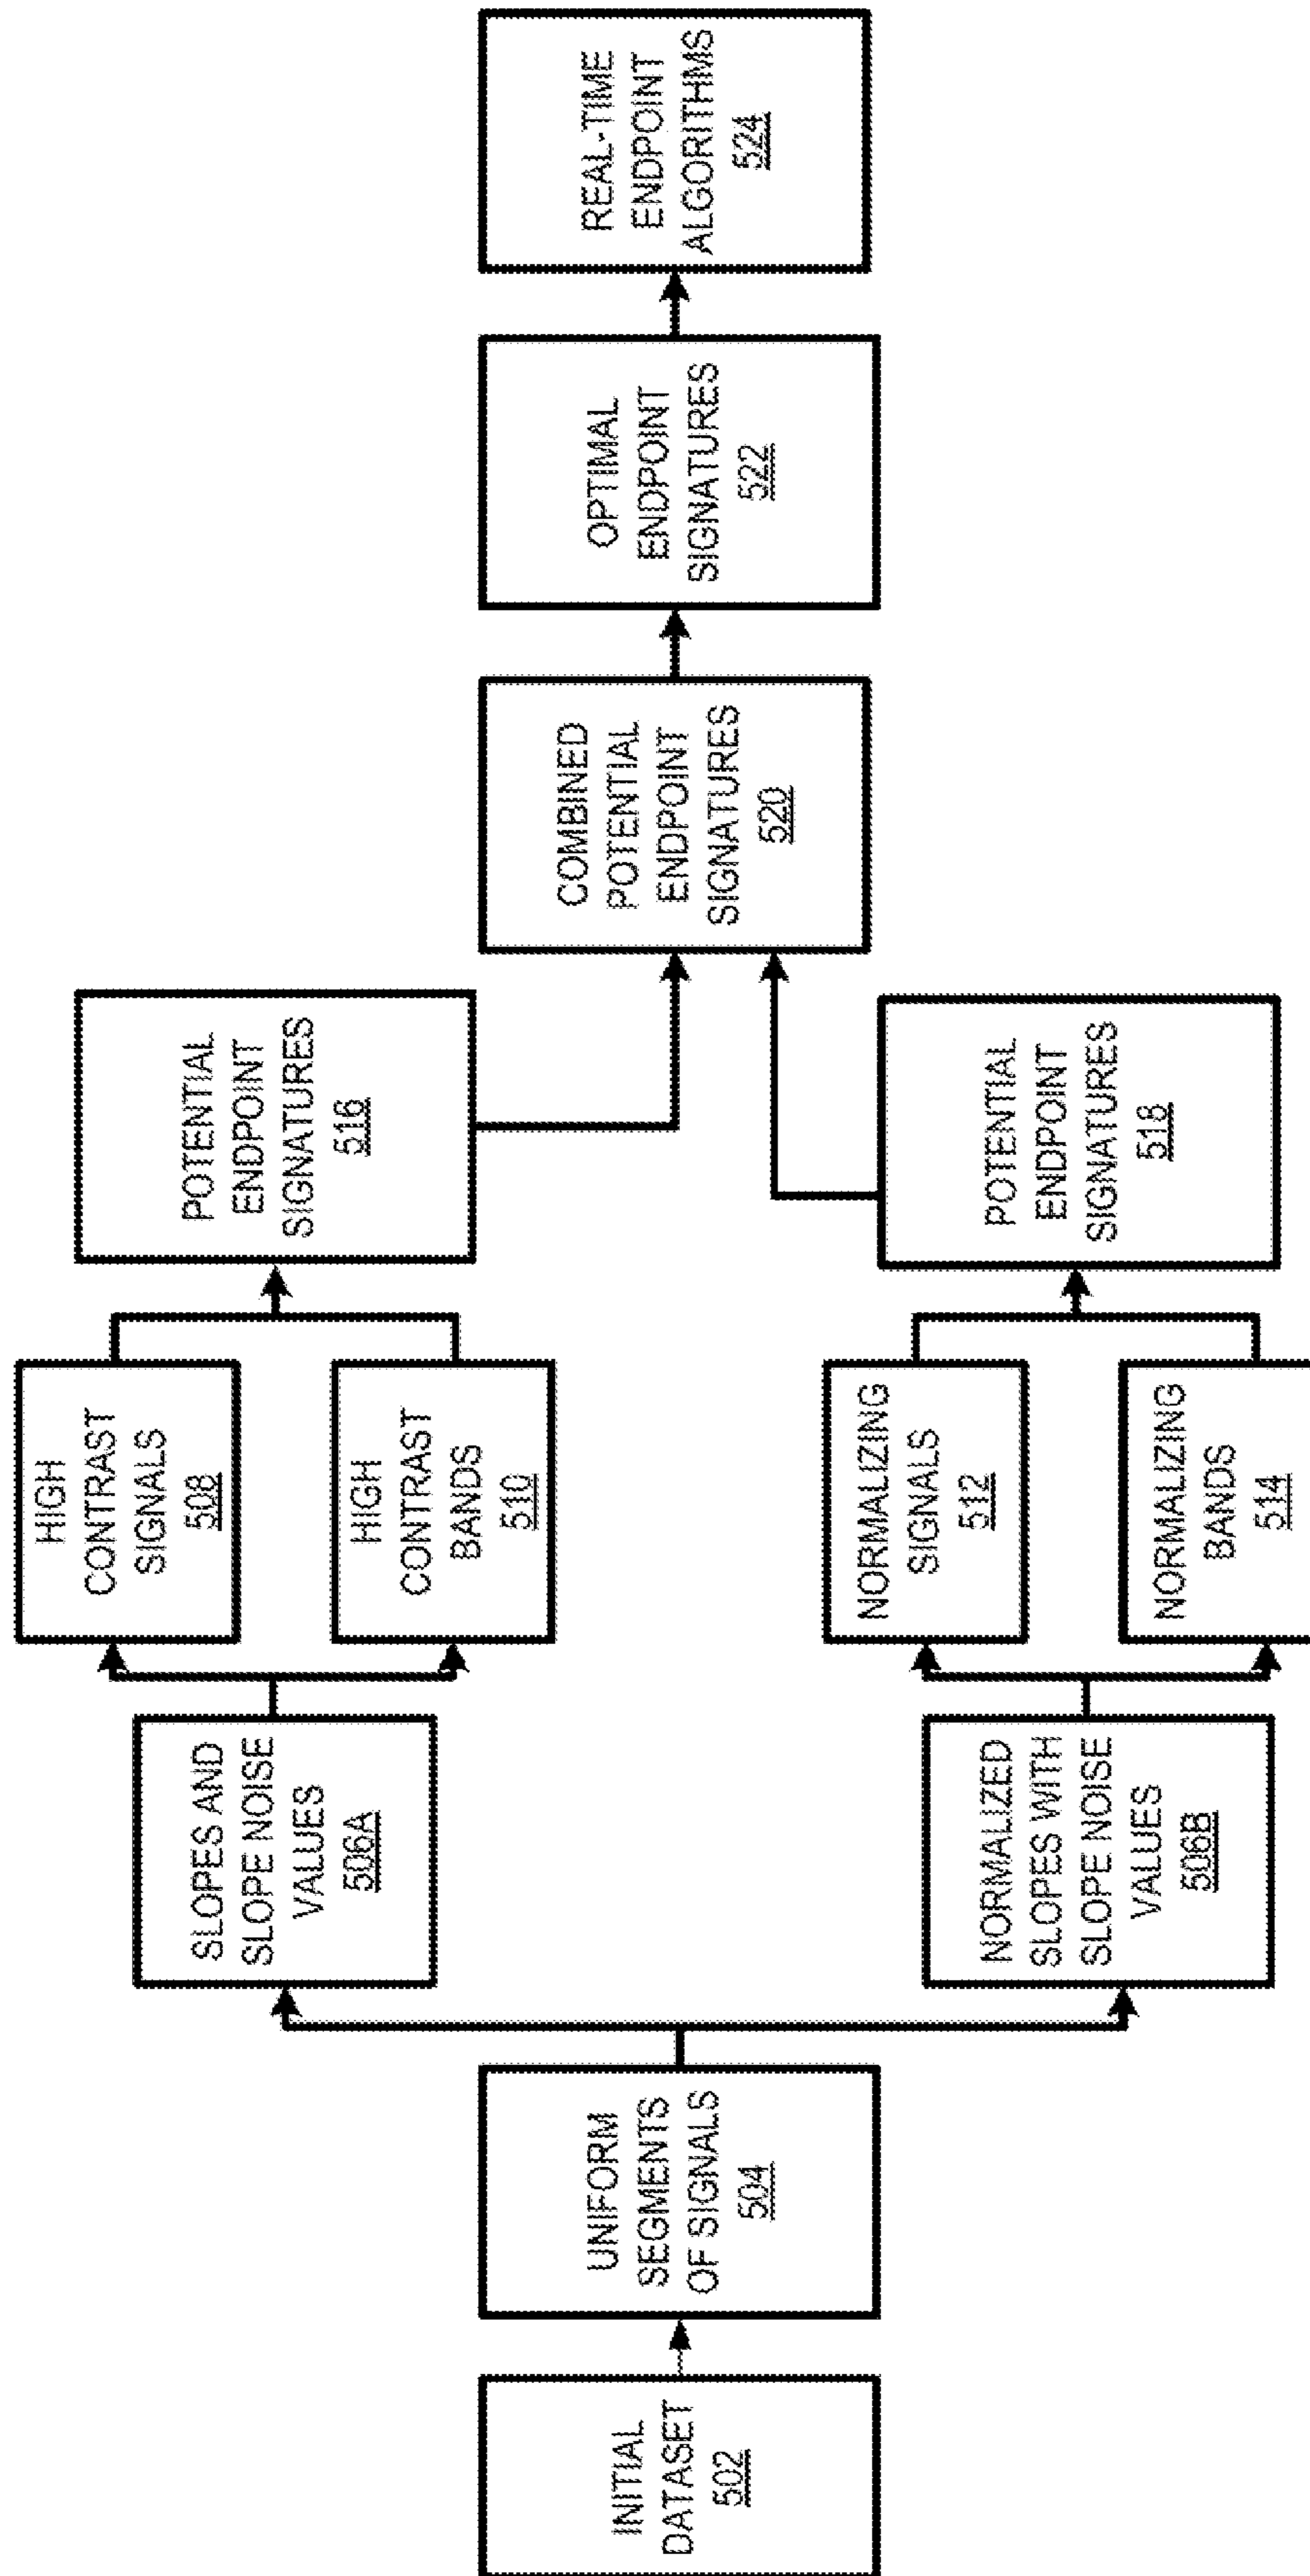 INITIAL
DATASET
502
UNIFORM
SEGMENTS
OF SIGNALS
504
SLOPES AND
SLOPE NOISE
VALUES
506A
NORMALIZED
SLOPES WITH
SLOPE NOISE
VALUES
506B
HIGH
CONTRAST
SIGNALS
508
HIGH
CONTRAST
BANDS
510
NORMALIZING
SIGNALS
512
NORMALIZING
BANDS
514
POTENTIAL
ENDPOINT
SIGNATURES
516
POTENTIAL
ENDPOINT
SIGNATURES
518
COMBINED
POTENTIAL
ENDPOINT
SIGNATURES
520
OPTIMAL
ENDPOINT
SIGNATURES
522
REAL-TIME
ENDPOINT
ALGORITHMS
524